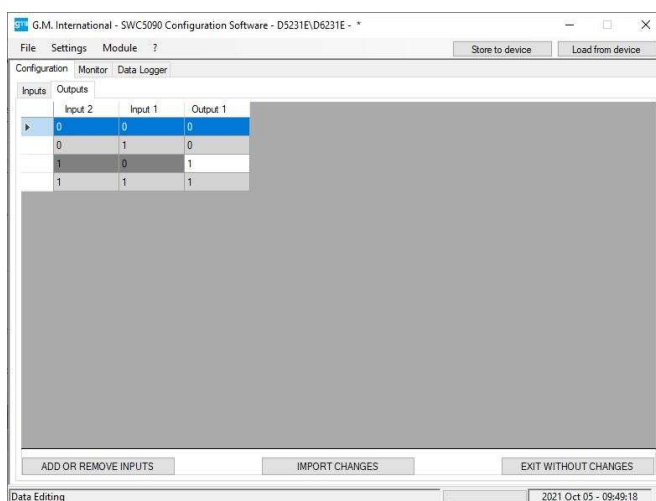 G.M. International - SWC5090 Configuration Software - D5231E\D6231E - *
File Settings Module ? Store to device Load from device
Configuration Monitor Data Logger
Inputs Outputs
Input 2 Input 1 Output 1
0 0 0
0 1 0
1 0 1
1 1 1
ADD OR REMOVE INPUTS IMPORT CHANGES EXIT WITHOUT CHANGES
Data Editing 2021 Oct 05 - 09:49:18